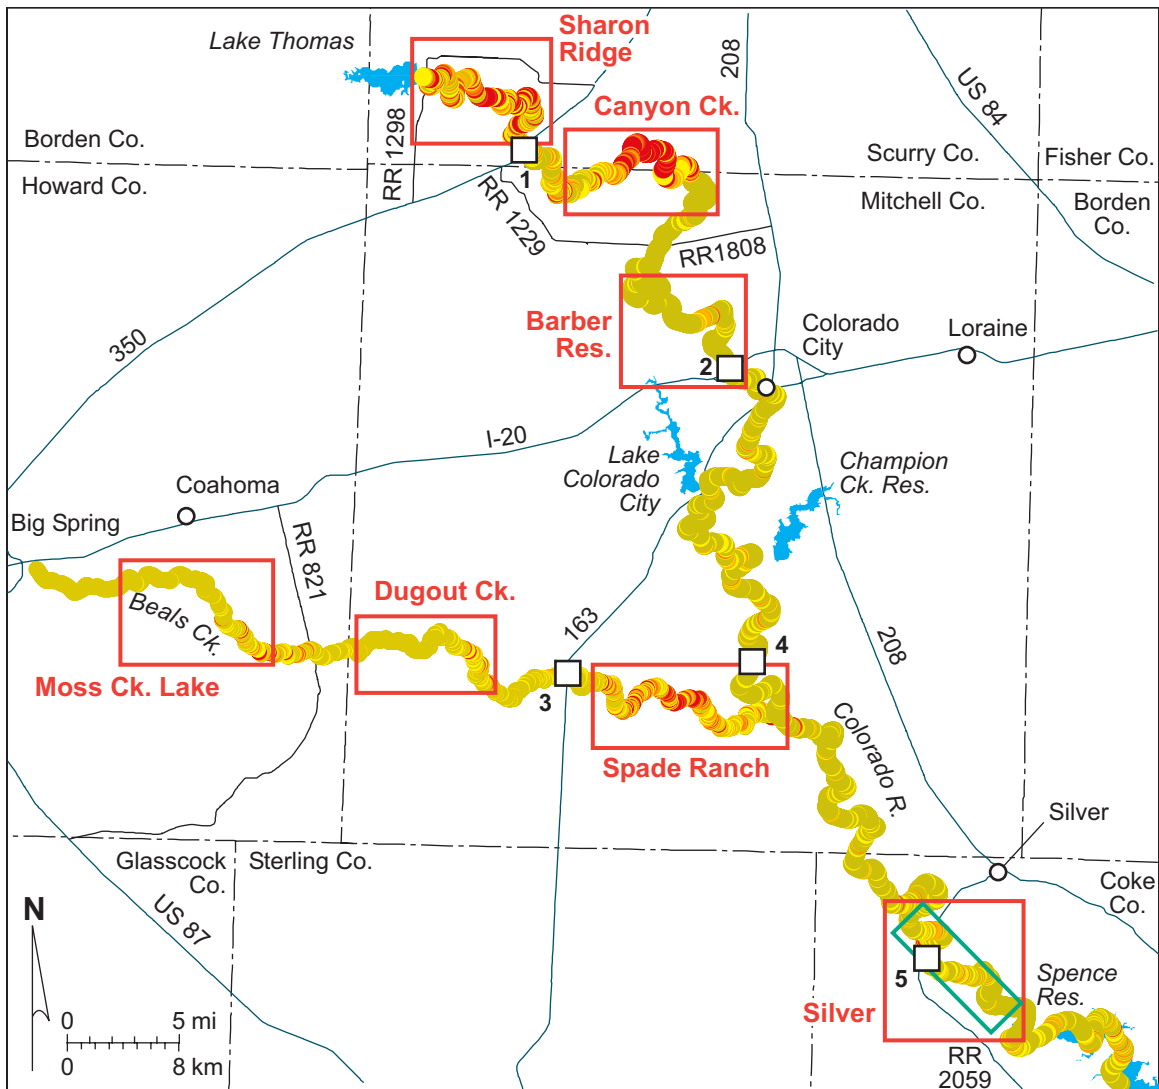 Sharon
Ridge
Lake Thomas
208
US 84
Canyon Ck.
RR 1298
Borden Co.
Scurry Co.
Fisher Co.
Howard Co.
1
Mitchell Co.
Borden
Co.
RR 1229
RR1808
350
Barber
Res.
Colorado
City
Loraine
2
I-20
Lake
Colorado
City
Champion
Ck. Res.
Coahoma
Big Spring
RR 821
Beals Ck.
Dugout Ck.
163
208
4
Moss Ck. Lake
3
Spade Ranch
Colorado R.
Silver
Glasscock
Co.
Sterling Co.
Coke
Co.
N
US 87
5
Spence
Res.
Silver
0
5 mi
0
8 km
RR
2059